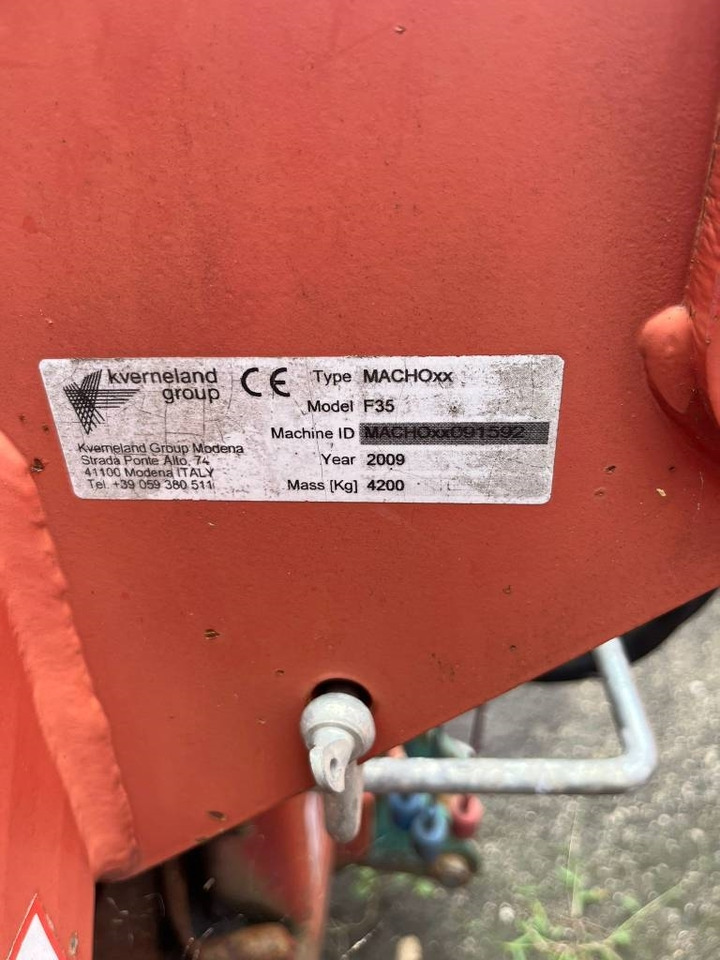 kverneland
group
CE
Kverneland Group Modena
Strada Ponte Alto, 74
41100 Modena ITALY
Tel. +39 059 380 511
Type MACHOxx
Model F35
Machine ID MACHOxx091592
Year 2009
Mass [Kg] 4200